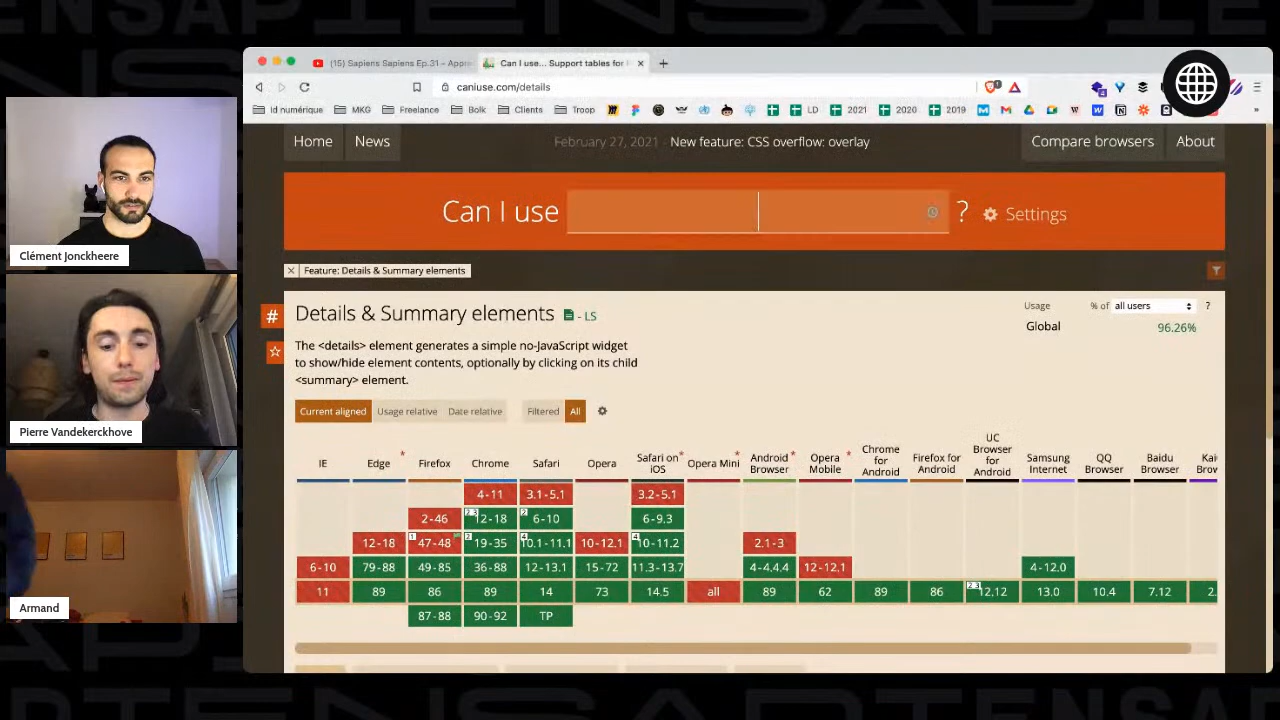 (15) Sapiens Sapiens Ep.31 - Appre
Can I use... Support tables for
caniuse.com/details
Id numérique
MKG
Freelance
Bolk
Clients
Troop
LD
2021
2020
2019
Home
News
February 27, 2021 - New feature: CSS overflow: overlay
Compare browsers
About
Can I use
?
Settings
Feature: Details & Summary elements
#
Details & Summary elements - LS
Usage
% of all users
?
Global
96.26%
The <details> element generates a simple no-JavaScript widget
to show/hide element contents, optionally by clicking on its child
<summary> element.
Current aligned
Usage relative
Date relative
Filtered
All
IE
Edge
Firefox
Chrome
Safari
Opera
Safari on iOS
Opera Mini
Android Browser
Opera Mobile
Chrome for Android
Firefox for Android
UC Browser for Android
Samsung Internet
QQ Browser
Baidu Browser
4-11 3.1-5.1 3.2-5.1
2-46 12-18 6-10 6-9.3
12-18 47-48 19-35 10.1-11.1 10-12.1 10-11.2 2.1-3
6-10 79-88 49-85 36-88 12-13.1 15-72 11.3-13.7 4-4.4.4 12-12.1 4-12.0
11 89 86 89 14 73 14.5 all 89 62 89 86 12.12 13.0 10.4 7.12 2.
87-88 90-92 TP
Clément Jonckheere
Pierre Vandekerckhove
Armand